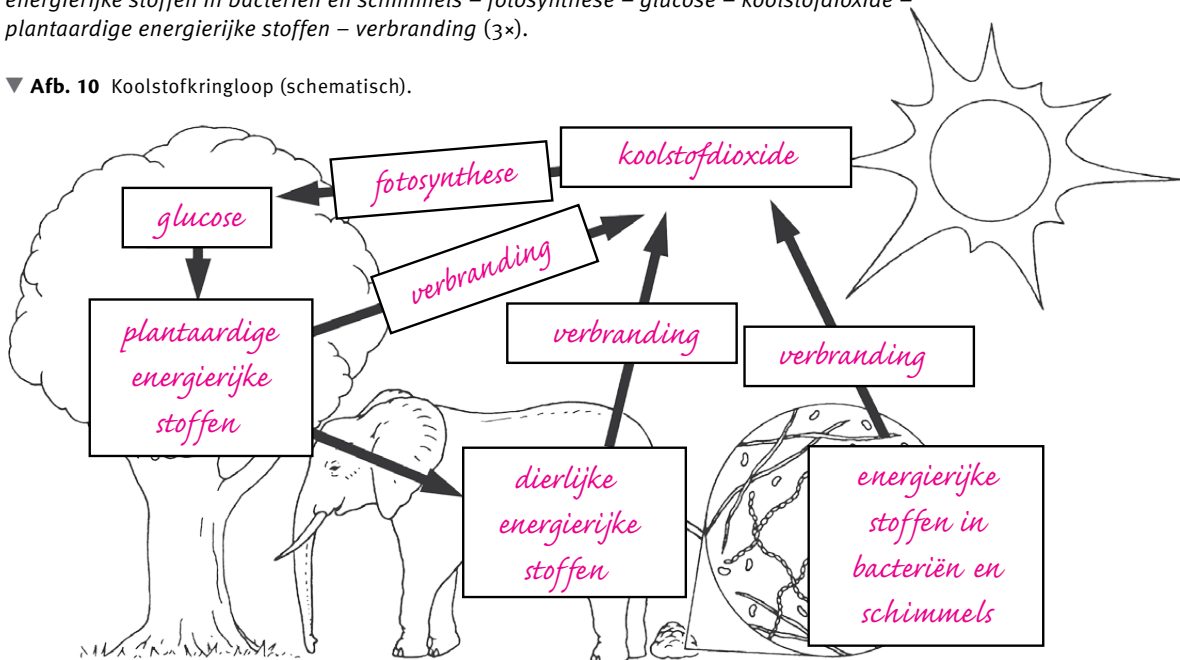 energierijke stoffen in bacteriën en schimmels – fotosynthese – glucose – koolstofdioxide –
plantaardige energierijke stoffen – verbranding (3×).
▼ Afb. 10 Koolstofkringloop (schematisch).
koolstofdioxide
fotosynthese
glucose
verbranding
plantaardige
energierijke
stoffen
verbranding
verbranding
dierlijke
energierijke
stoffen
energierijke
stoffen in
bacteriën en
schimmels